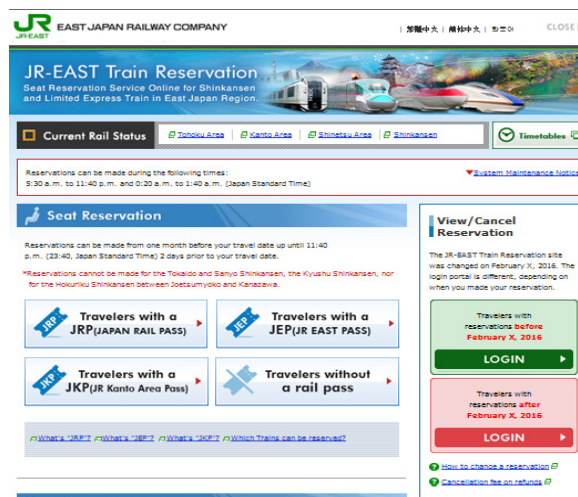 JR EAST JAPAN RAILWAY COMPANY
JR-EAST
| 繁體中文 | 简体中文 | 한국어
CLOSE
JR-EAST Train Reservation
Seat Reservation Service Online for Shinkansen
and Limited Express Train in East Japan Region.
Current Rail Status
Tohoku Area | Kanto Area | Shinetsu Area | Shinkansen
Timetables
Reservations can be made during the following times:
5:30 a.m. to 11:40 p.m. and 0:20 a.m. to 1:40 a.m. (Japan Standard Time)
System Maintenance Notice
Seat Reservation
Reservations can be made from one month before your travel date up until 11:40
p.m. (23:40, Japan Standard Time) 2 days prior to your travel date.
*Reservations cannot be made for the Tokaido and Sanyo Shinkansen, the Kyushu Shinkansen, nor
for the Hokuriku Shinkansen between Joetsumyoko and Kanazawa.
JRP
Travelers with a
JRP(JAPAN RAIL PASS)
JEP
Travelers with a
JEP(JR EAST PASS)
JKP
Travelers with a
JKP(JR Kanto Area Pass)
Travelers without
a rail pass
What's "JRP"? What's "JEP"? What's "JKP"? Which Trains can be reserved?
View/Cancel
Reservation
The JR-EAST Train Reservation site
was changed on February X, 2016. The
login portal is different, depending on
when you made your reservation.
Travelers with
reservations before
February X, 2016
LOGIN
Travelers with
reservations after
February X, 2016
LOGIN
How to change a reservation
Cancellation fee on refunds